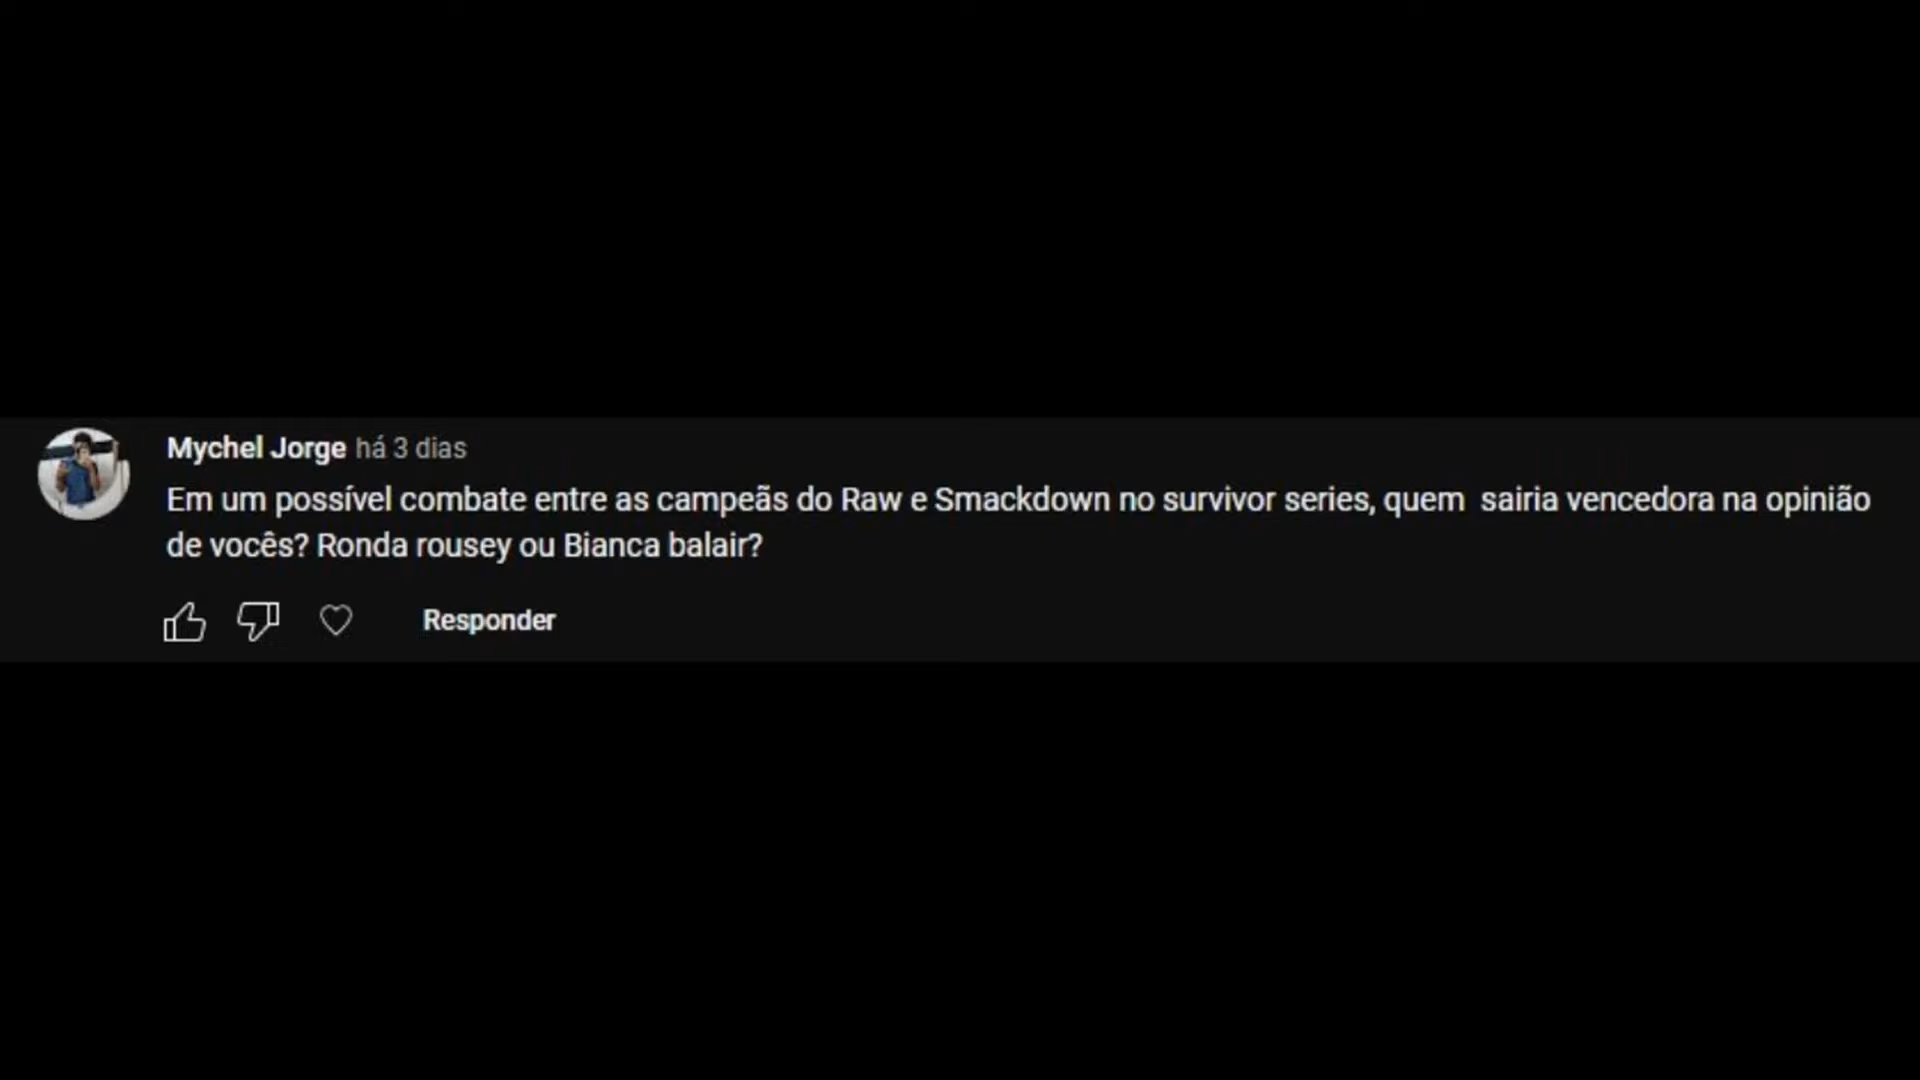 Mychel Jorge há 3 dias
Em um possível combate entre as campeãs do Raw e Smackdown no survivor series, quem  sairia vencedora na opinião
de vocês? Ronda rousey ou Bianca balair?
Responder